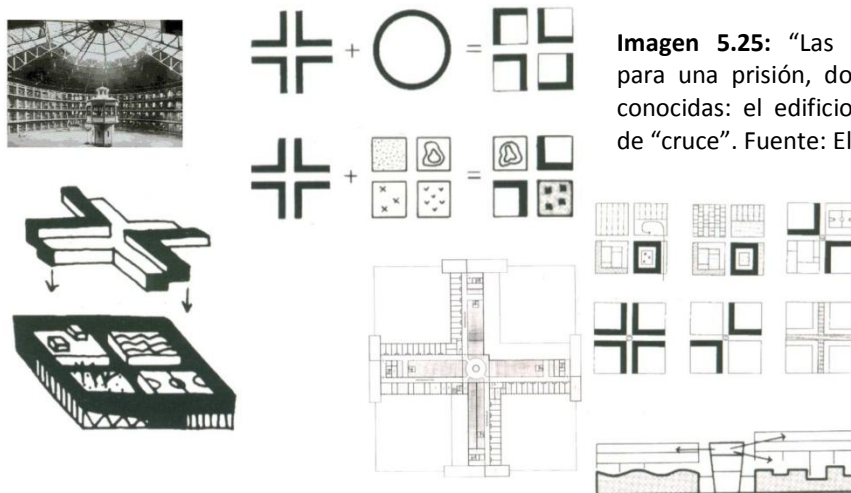 Imagen 5.25: “Las
para una prisión, do
conocidas: el edificio
de “cruce”. Fuente: El